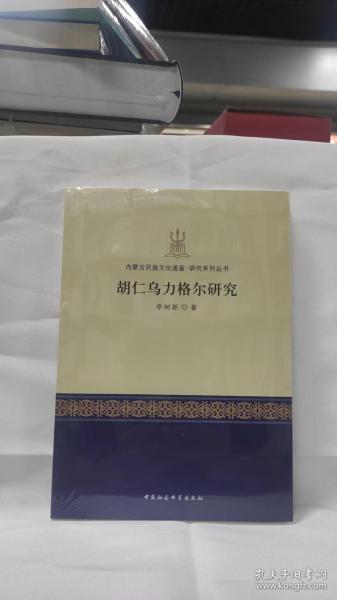 内蒙古民族文化通鉴·研究系列丛书
胡仁乌力格尔研究
李树新◎著
中国社会科学出版社
孔夫子旧书网